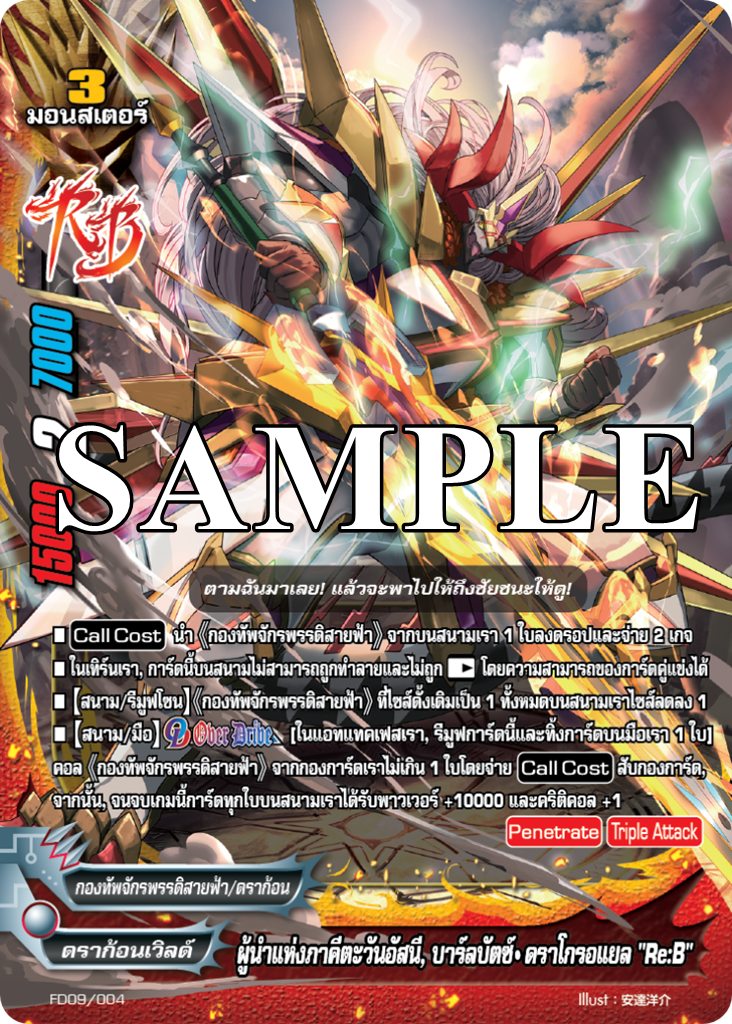 3
มอนสเตอร์
Re:B
7000
2
15000
SAMPLE
ตามฉันมาเลย! แล้วจะพาไปให้ถึงชัยชนะให้ดู!
■ Call Cost นำ《กองทัพจักรพรรดิสายฟ้า》จากบนสนามเรา 1 ใบลงดรอปและจ่าย 2 เกจ
■ ในเทิร์นเรา, การ์ดนี้บนสนามไม่สามารถถูกทำลายและไม่ถูก โดยความสามารถของการ์ดคู่แข่งได้
■【สนาม/รีมูฟโซน】《กองทัพจักรพรรดิสายฟ้า》ที่ไซส์ดั้งเดิมเป็น 1 ทั้งหมดบนสนามเราไซส์ลดลง 1
■【สนาม/มือ】Over Drive [ในแอทแทคเฟสเรา, รีมูฟการ์ดนี้และทิ้งการ์ดบนมือเรา 1 ใบ]
คอล《กองทัพจักรพรรดิสายฟ้า》จากกองการ์ดเราไม่เกิน 1 ใบโดยจ่าย Call Cost สับกองการ์ด,
จากนั้น, จนจบเกมนี้การ์ดทุกใบบนสนามเราได้รับพาวเวอร์ +10000 และคริติคอล +1
Penetrate Triple Attack
กองทัพจักรพรรดิสายฟ้า/ดราก้อน
ดราก้อนเวิลด์
ผู้นำแห่งภาคีตะวันอัสนี, บาร์ลบัตซ์・ดราโกรอแยล "Re:B"
FD09/004
Illust：安達洋介